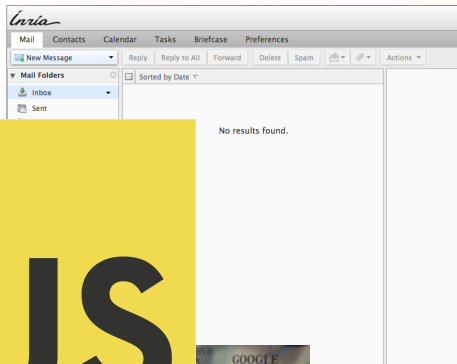 Inria
Mail Contacts Calendar Tasks Briefcase Preferences
New Message Reply Reply to All Forward Delete Spam Actions
Mail Folders Sorted by Date
Inbox
Sent
No results found.
JS
GOOGLE